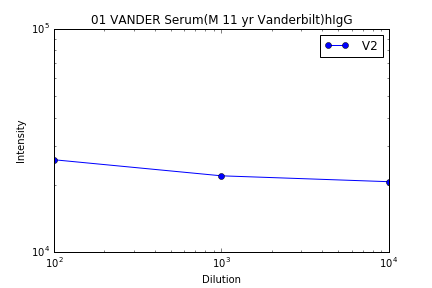 01 VANDER Serum(M 11 yr Vanderbilt)hIgG
10^5
V2
Intensity
10^4
10^2
10^3
10^4
Dilution